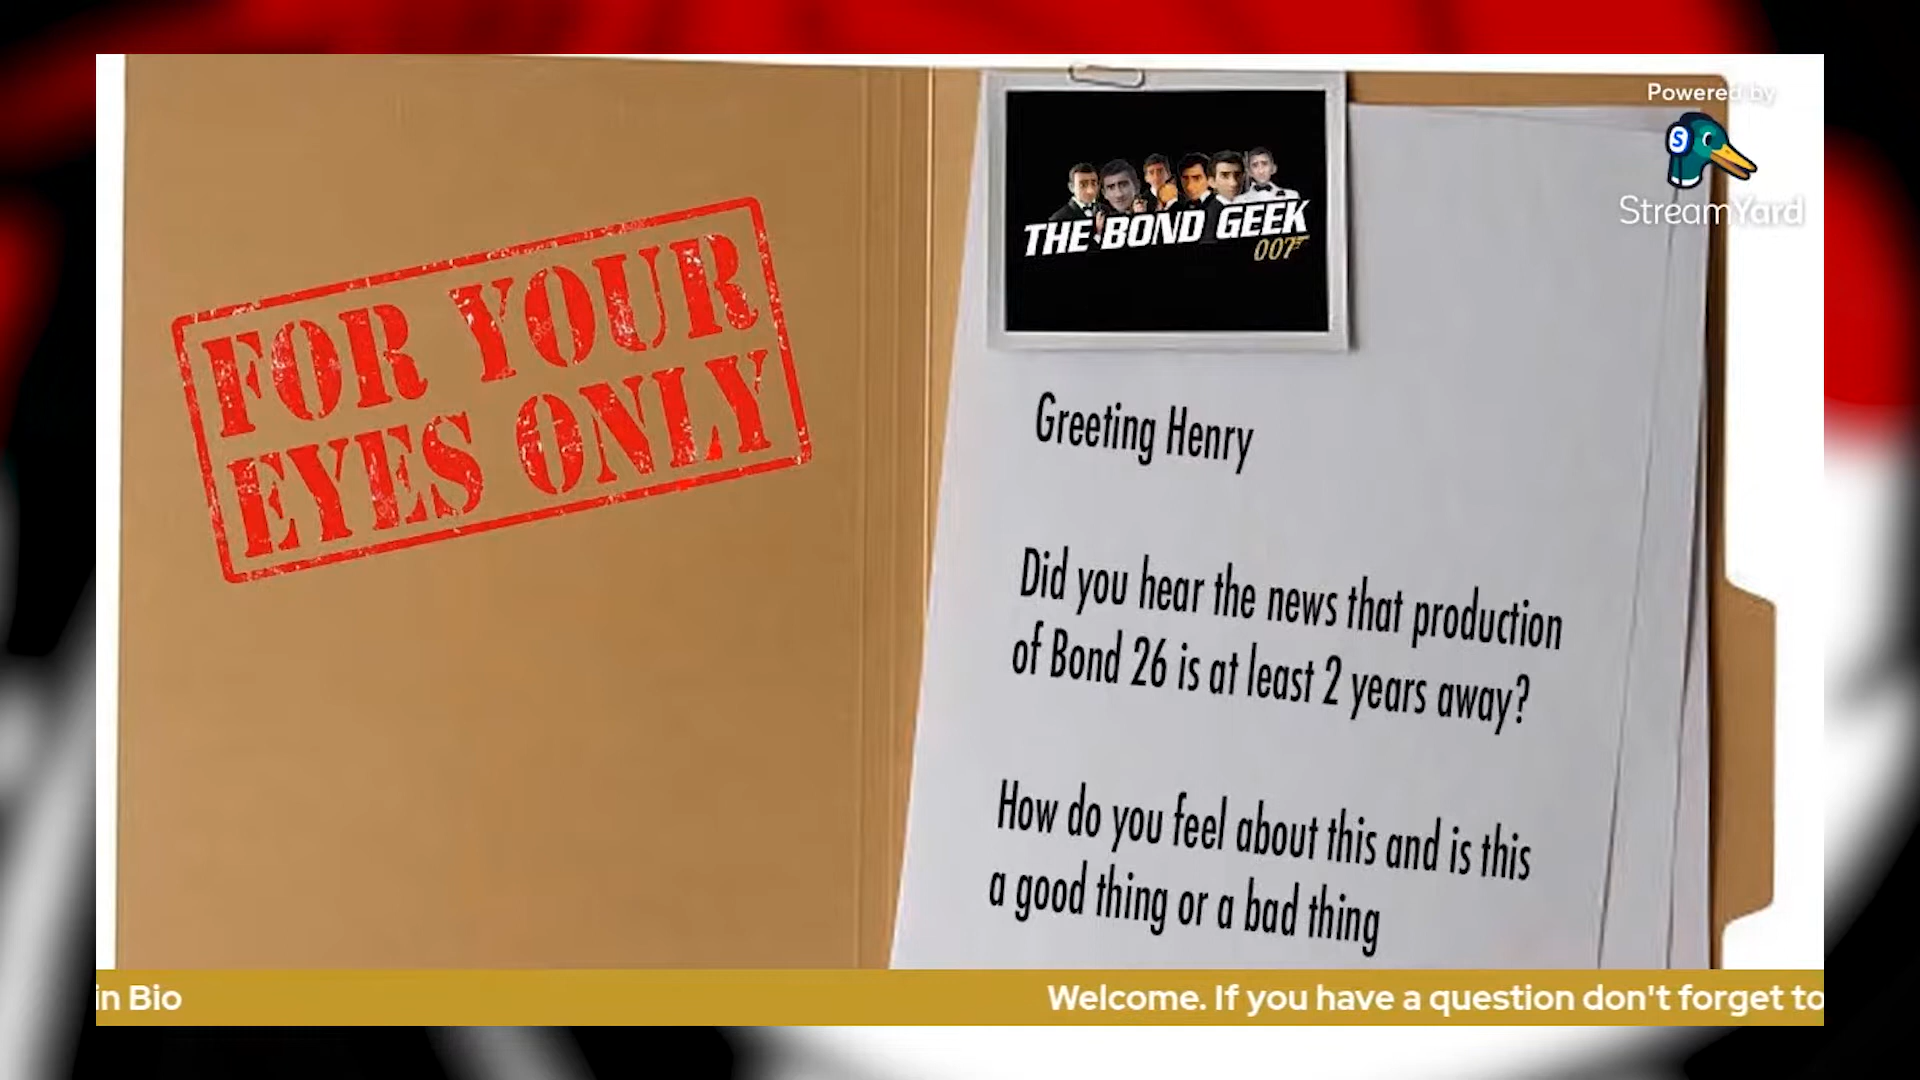 Powered by
StreamYard
THE BOND GEEK
007
FOR YOUR
EYES ONLY
Greeting Henry
Did you hear the news that production
of Bond 26 is at least 2 years away?
How do you feel about this and is this
a good thing or a bad thing
in Bio
Welcome. If you have a question don't forget to